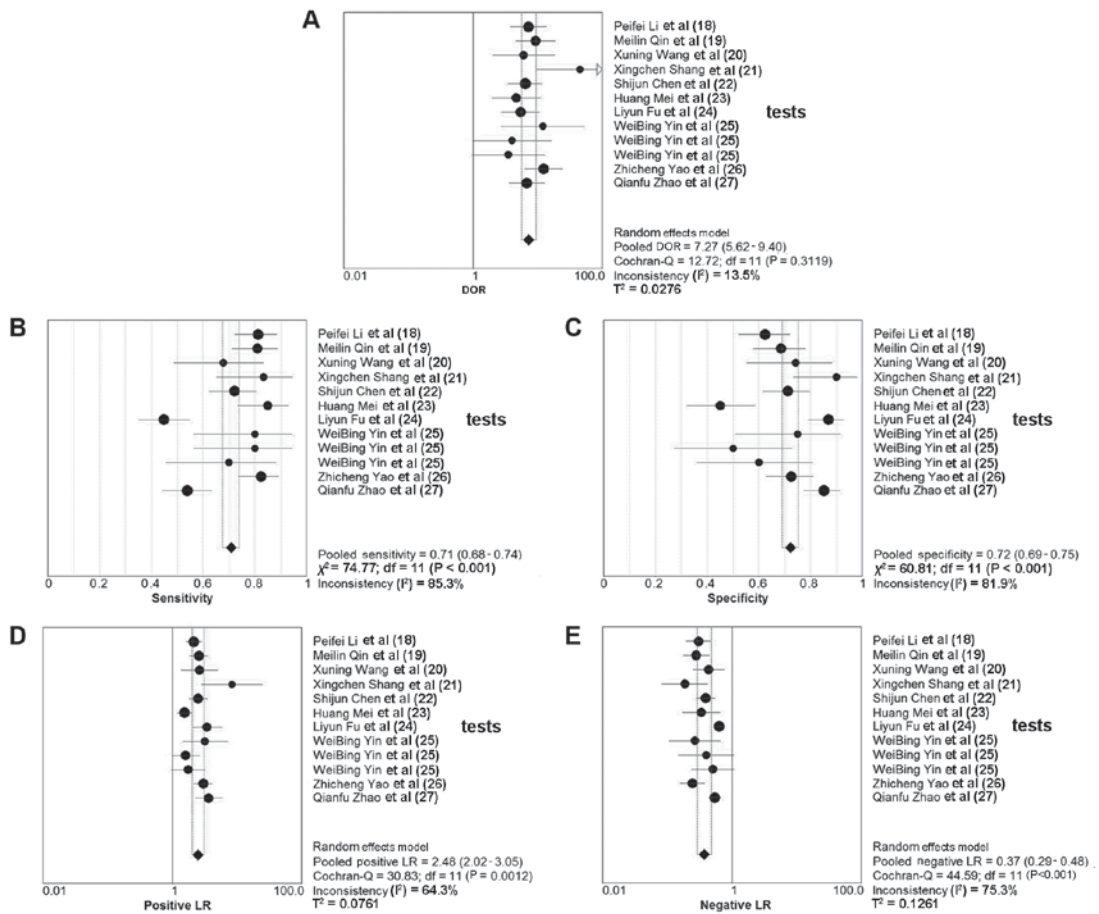 A
Peifei Li et al (18)
Meilin Qin et al (19)
Xuning Wang et al (20)
Xingchen Shang et al (21)
Shijun Chen et al (22)
Huang Mei et al (23)
Liyun Fu et al (24)
WeiBing Yin et al (25)
WeiBing Yin et al (25)
WeiBing Yin et al (25)
Zhicheng Yao et al (26)
Qianfu Zhao et al (27)
tests
Random effects model
Pooled DOR = 7.27 (5.62-9.40)
Cochran-Q = 12.72; df = 11 (P = 0.3119)
Inconsistency (I²) = 13.5%
T² = 0.0276
0.01 1 100.0
DOR
B
Peifei Li et al (18)
Meilin Qin et al (19)
Xuning Wang et al (20)
Xingchen Shang et al (21)
Shijun Chen et al (22)
Huang Mei et al (23)
Liyun Fu et al (24)
WeiBing Yin et al (25)
WeiBing Yin et al (25)
WeiBing Yin et al (25)
Zhicheng Yao et al (26)
Qianfu Zhao et al (27)
tests
Pooled sensitivity = 0.71 (0.68-0.74)
χ² = 74.77; df = 11 (P < 0.001)
Inconsistency (I²) = 85.3%
0 0.2 0.4 0.6 0.8 1
Sensitivity
C
Peifei Li et al (18)
Meilin Qin et al (19)
Xuning Wang et al (20)
Xingchen Shang et al (21)
Shijun Chen et al (22)
Huang Mei et al (23)
Liyun Fu et al (24)
WeiBing Yin et al (25)
WeiBing Yin et al (25)
WeiBing Yin et al (25)
Zhicheng Yao et al (26)
Qianfu Zhao et al (27)
tests
Pooled specificity = 0.72 (0.69-0.75)
χ² = 60.81; df = 11 (P < 0.001)
Inconsistency (I²) = 81.9%
0 0.2 0.4 0.6 0.8 1
Specificity
D
Peifei Li et al (18)
Meilin Qin et al (19)
Xuning Wang et al (20)
Xingchen Shang et al (21)
Shijun Chen et al (22)
Huang Mei et al (23)
Liyun Fu et al (24)
WeiBing Yin et al (25)
WeiBing Yin et al (25)
WeiBing Yin et al (25)
Zhicheng Yao et al (26)
Qianfu Zhao et al (27)
tests
Random effects model
Pooled positive LR = 2.48 (2.02-3.05)
Cochran-Q = 30.83; df = 11 (P = 0.0012)
Inconsistency (I²) = 64.3%
T² = 0.0761
0.01 1 100.0
Positive LR
E
Peifei Li et al (18)
Meilin Qin et al (19)
Xuning Wang et al (20)
Xingchen Shang et al (21)
Shijun Chen et al (22)
Huang Mei et al (23)
Liyun Fu et al (24)
WeiBing Yin et al (25)
WeiBing Yin et al (25)
WeiBing Yin et al (25)
Zhicheng Yao et al (26)
Qianfu Zhao et al (27)
tests
Random effects model
Pooled negative LR = 0.37 (0.29-0.48)
Cochran-Q = 44.59; df = 11 (P<0.001)
Inconsistency (I²) = 75.3%
T² = 0.1261
0.01 1 100.0
Negative LR